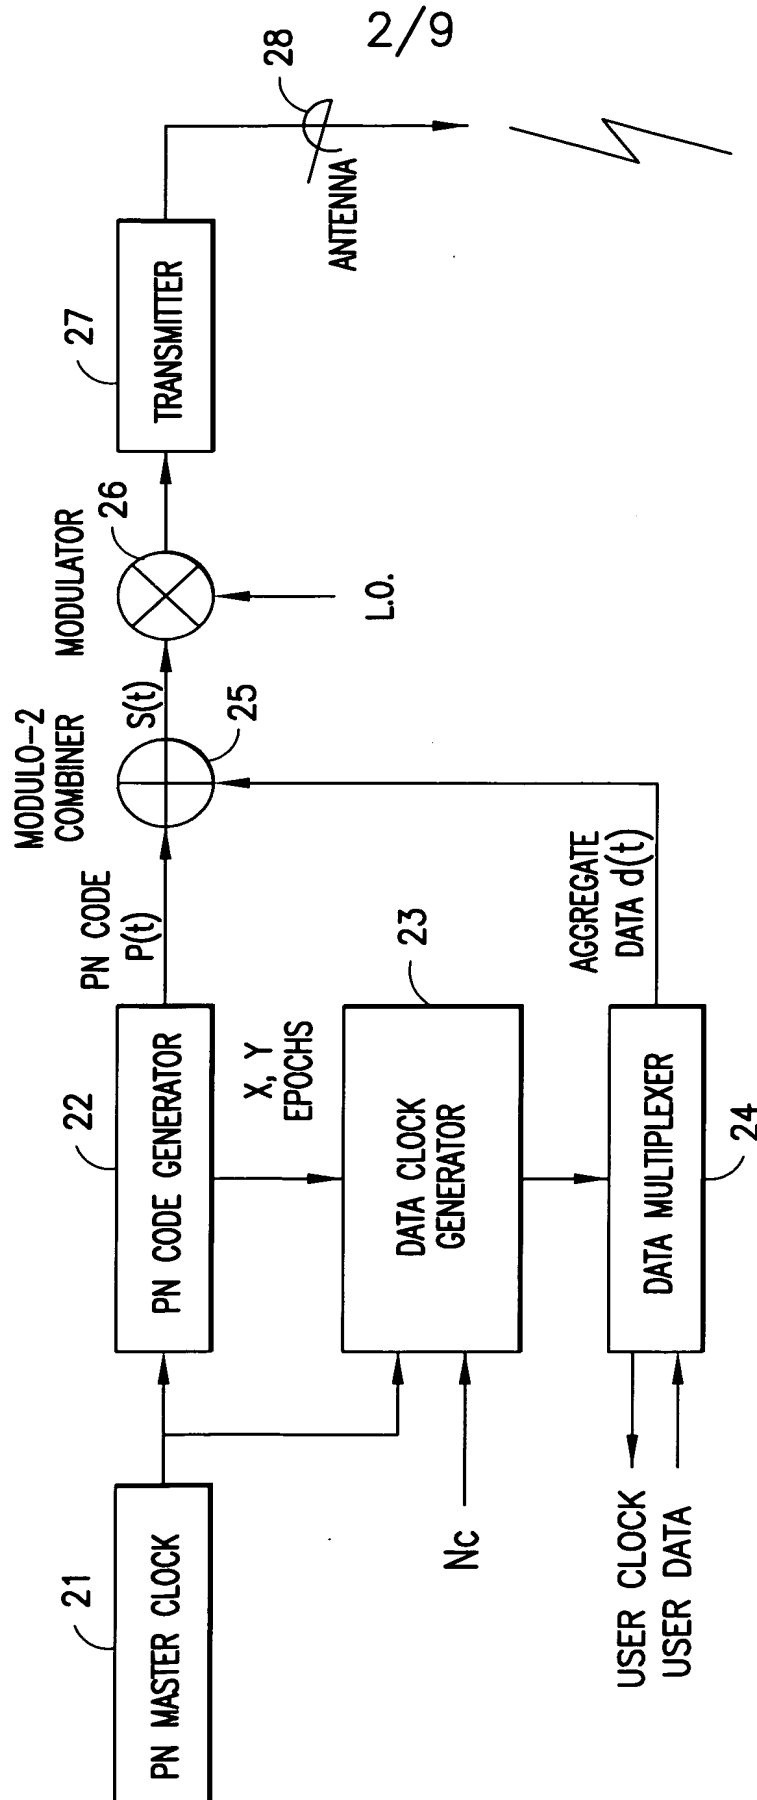 2/9
21
PN MASTER CLOCK
22
PN CODE GENERATOR
PN CODE
P(t)
MODULO-2
COMBINER
25
S(t)
MODULATOR
26
L.O.
27
TRANSMITTER
28
ANTENNA
X, Y
EPOCHS
Nc
23
DATA CLOCK
GENERATOR
USER CLOCK
USER DATA
24
DATA MULTIPLEXER
AGGREGATE
DATA d(t)